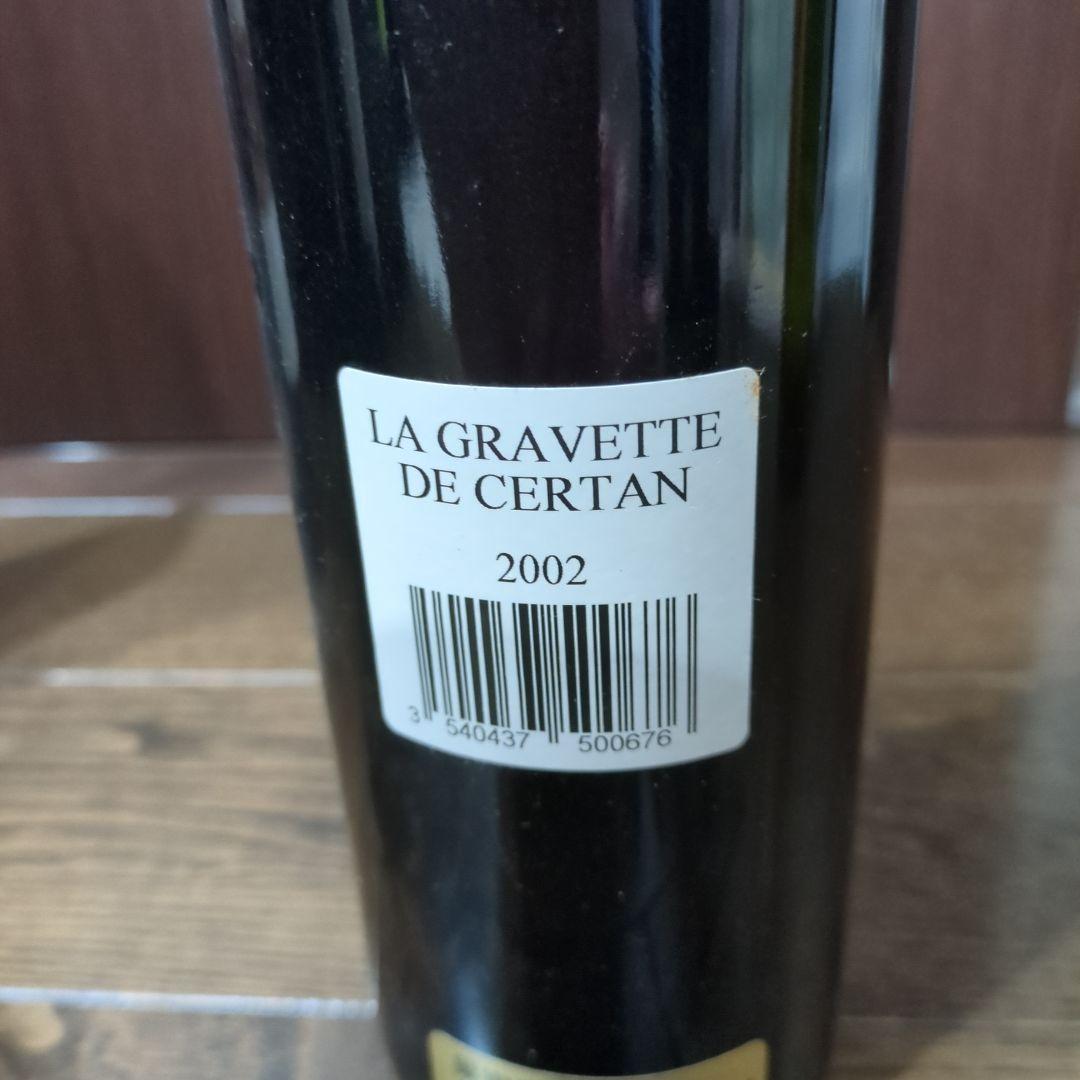 LA GRAVETTE
DE CERTAN
2002
3 540437 500676